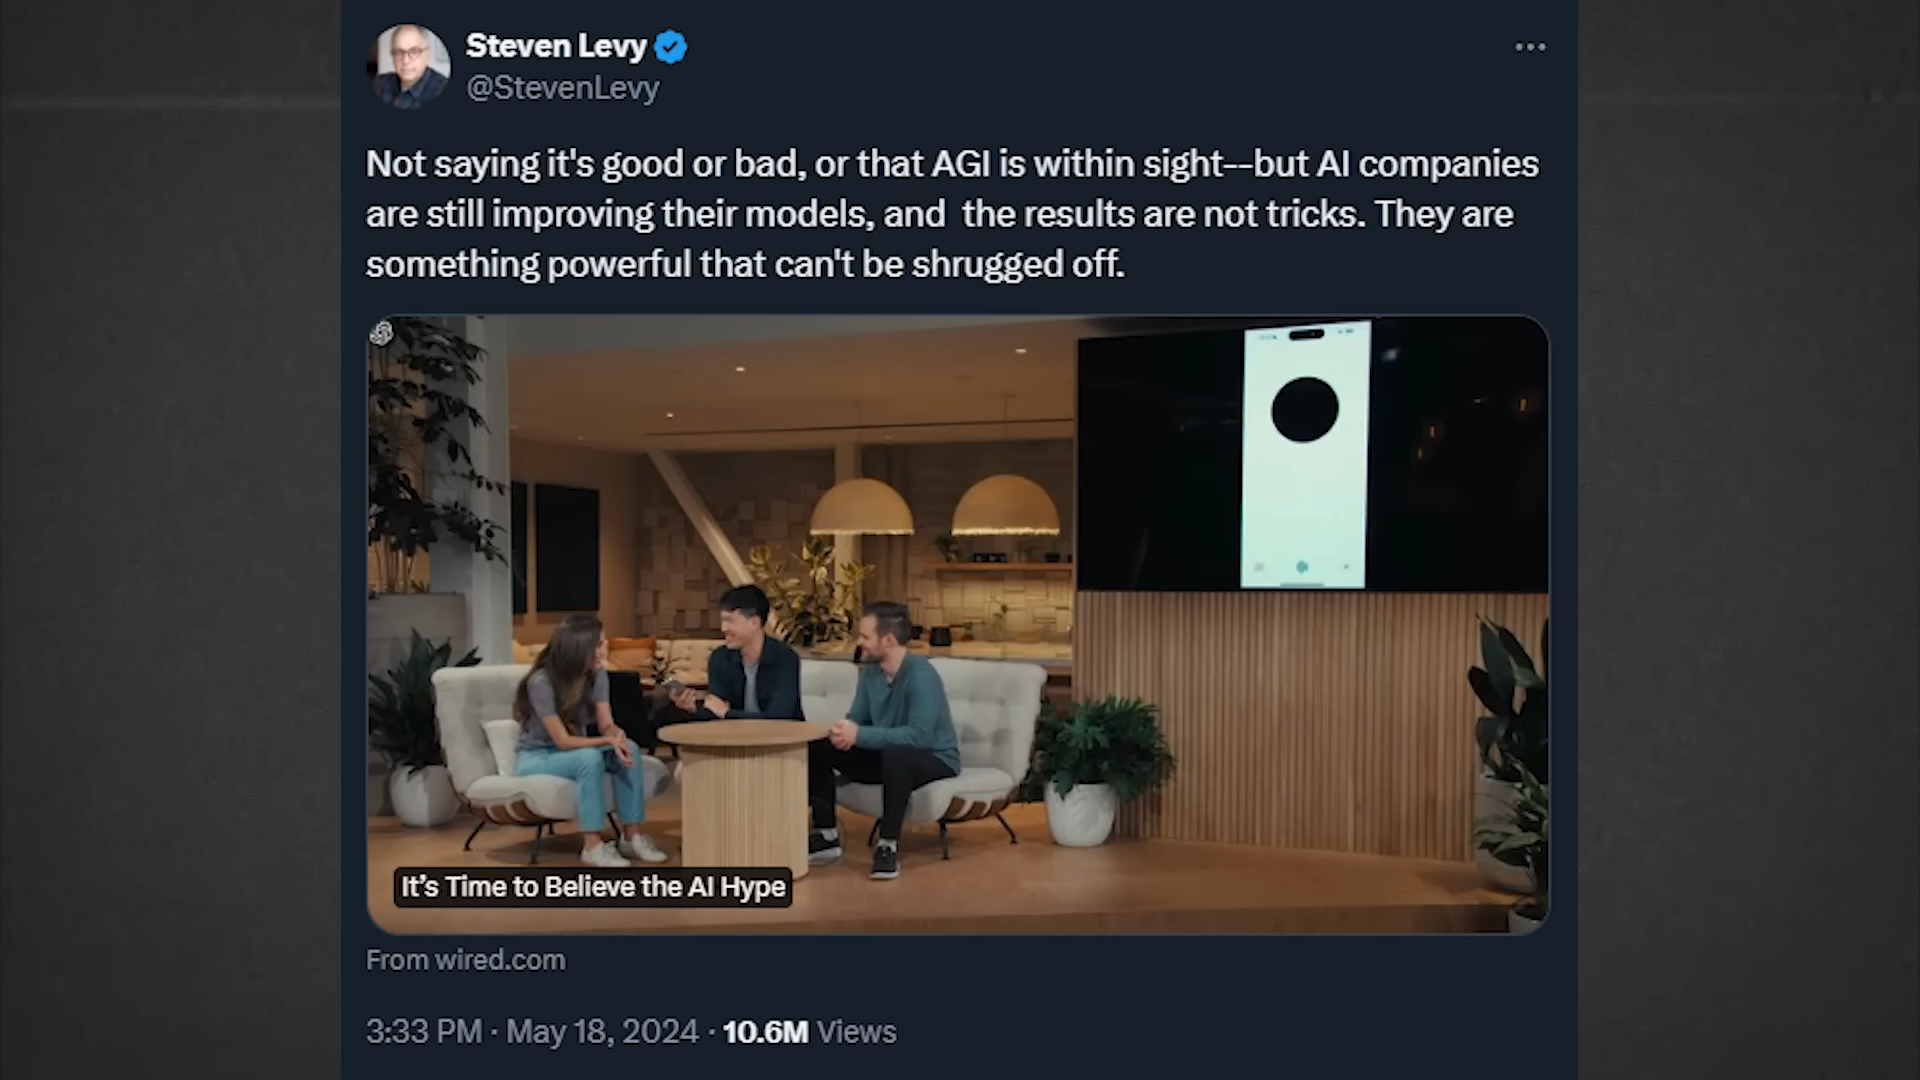 Steven Levy
@StevenLevy
Not saying it's good or bad, or that AGI is within sight--but AI companies
are still improving their models, and  the results are not tricks. They are
something powerful that can't be shrugged off.
It’s Time to Believe the AI Hype
From wired.com
3:33 PM · May 18, 2024 · 10.6M Views